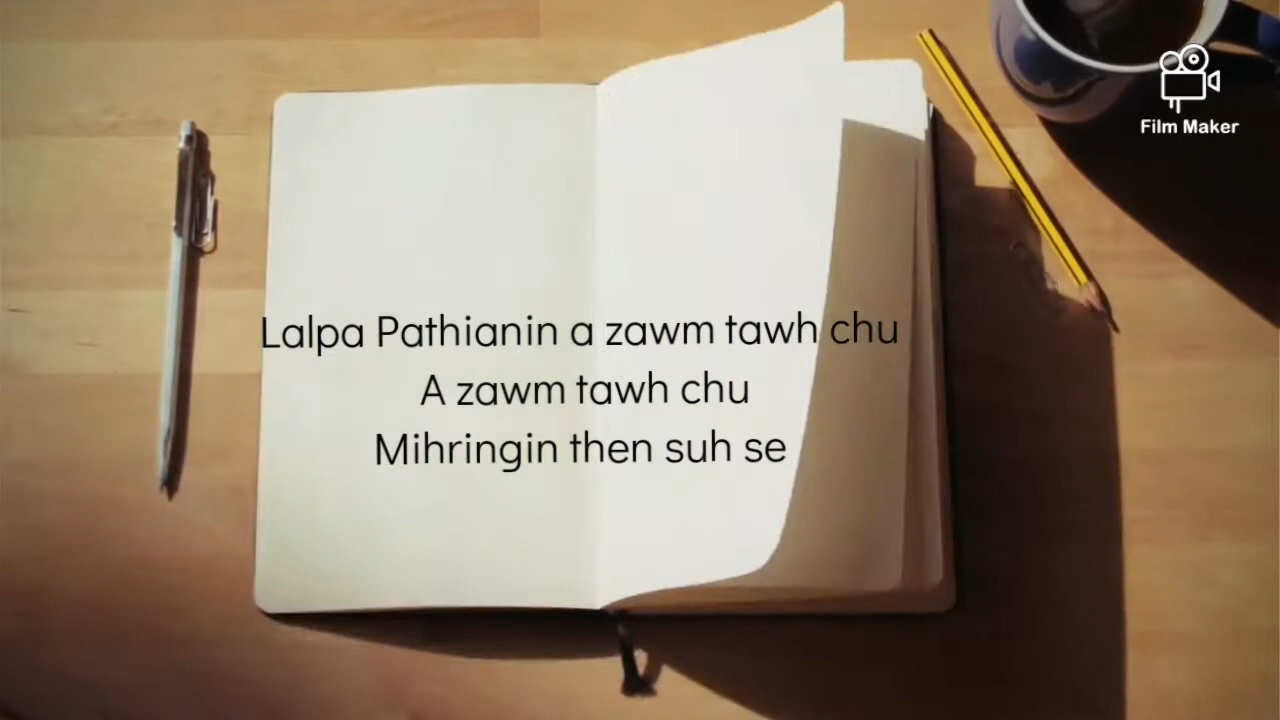 Film Maker
Lalpa Pathianin a zawm tawh chu
A zawm tawh chu
Mihringin then suh se